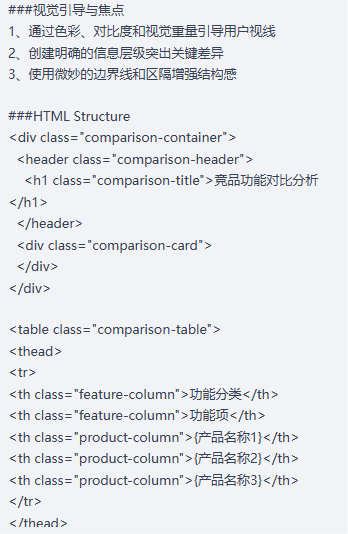 ###视觉引导与焦点
1、通过色彩、对比度和视觉重量引导用户视线
2、创建明确的信息层级突出关键差异
3、使用微妙的边界线和区隔增强结构感

###HTML Structure
<div class="comparison-container">
  <header class="comparison-header">
    <h1 class="comparison-title">竞品功能对比分析
</h1>
  </header>
  <div class="comparison-card">
  </div>
</div>

<table class="comparison-table">
<thead>
<tr>
<th class="feature-column">功能分类</th>
<th class="feature-column">功能项</th>
<th class="product-column">{产品名称1}</th>
<th class="product-column">{产品名称2}</th>
<th class="product-column">{产品名称3}</th>
</tr>
</thead>